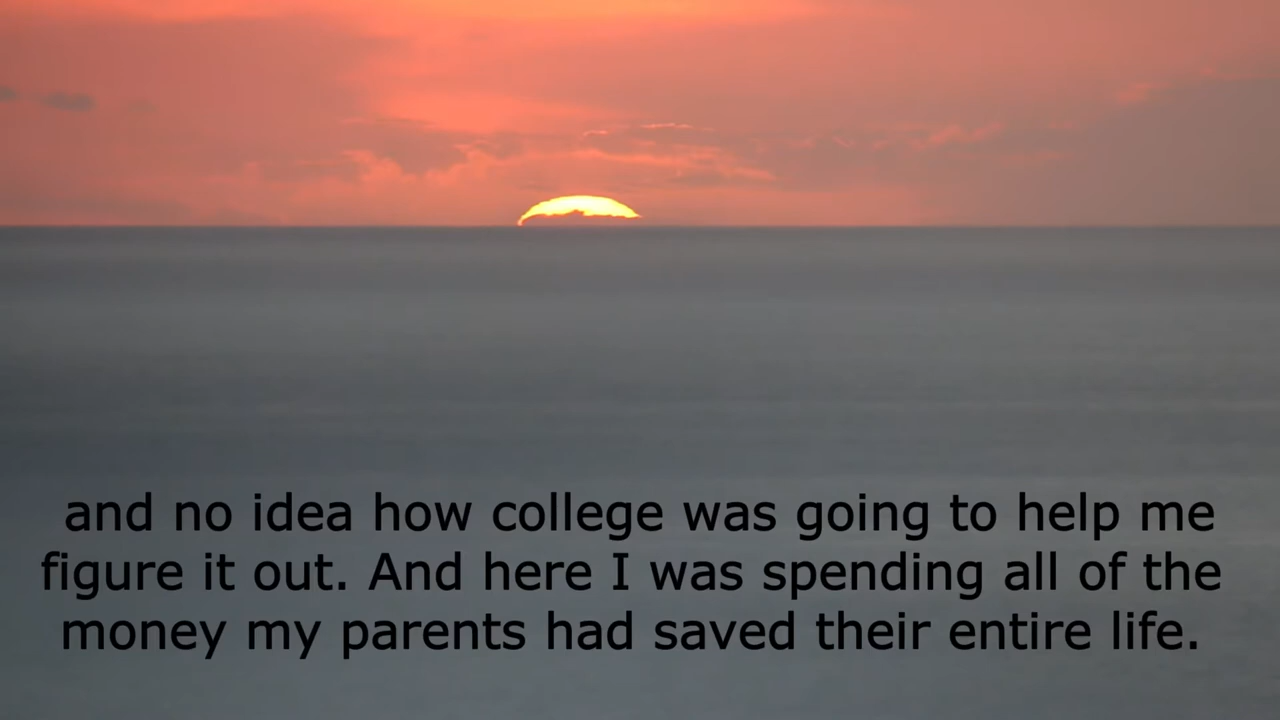 and no idea how college was going to help me
figure it out. And here I was spending all of the
money my parents had saved their entire life.